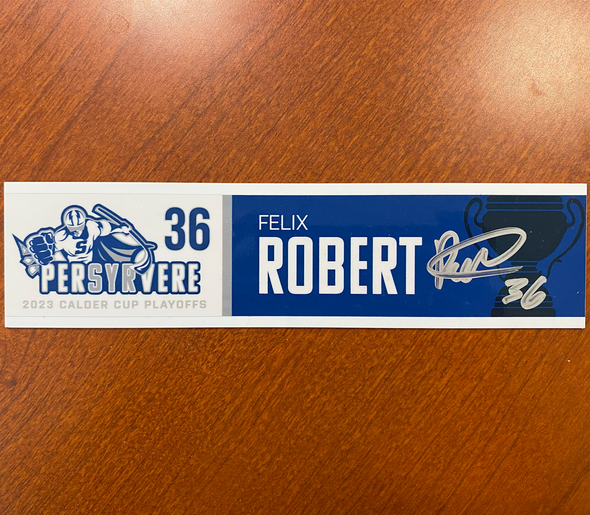 36
PERSYRVERE
2023 CALDER CUP PLAYOFFS
FELIX
ROBERT
36